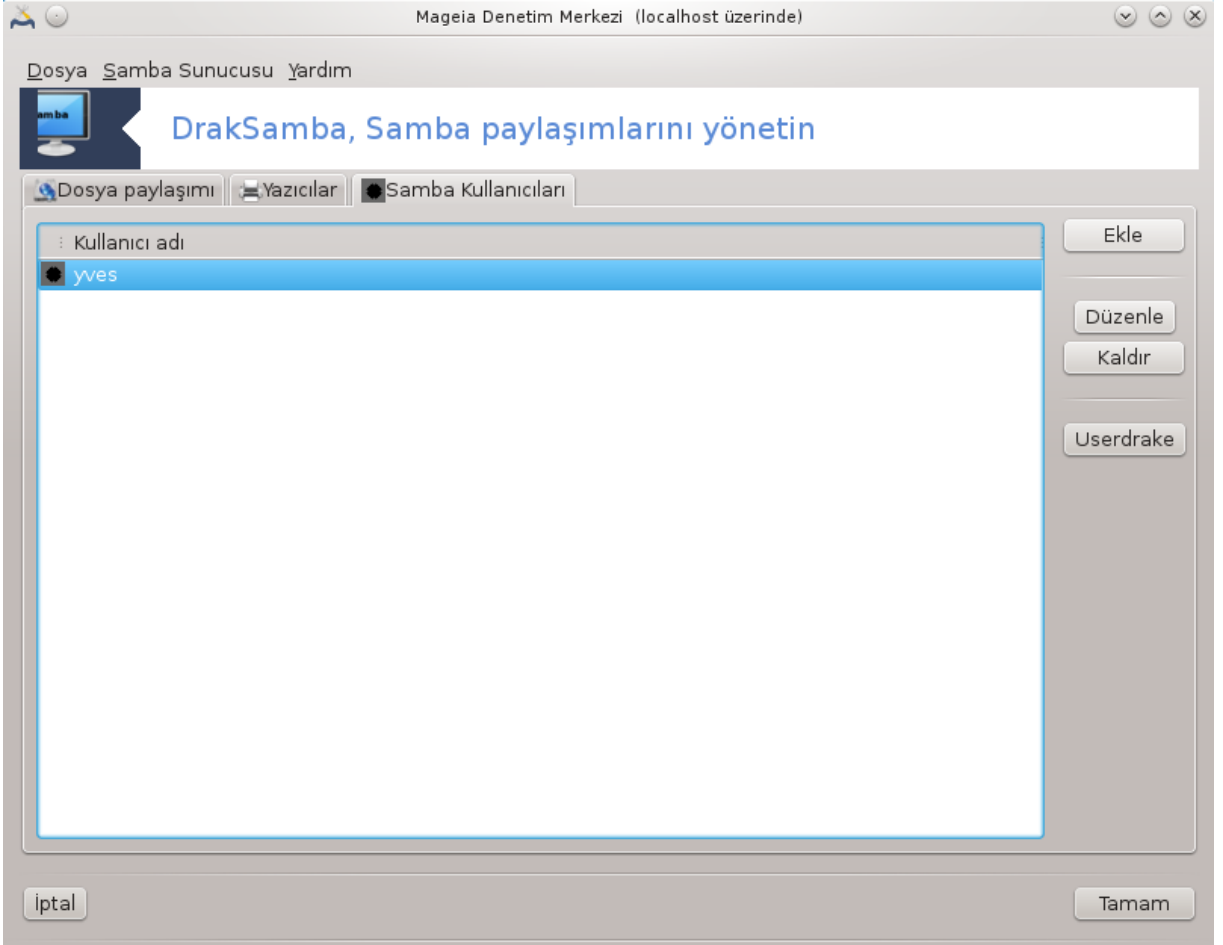 Mageia Denetim Merkezi (localhost üzerinde)
Dosya Samba Sunucusu Yardım
amba
DrakSamba, Samba paylaşımlarını yönetin
Dosya paylaşımı Yazıcılar Samba Kullanıcıları
Kullanıcı adı
yves
Ekle
Düzenle
Kaldır
Userdrake
İptal
Tamam